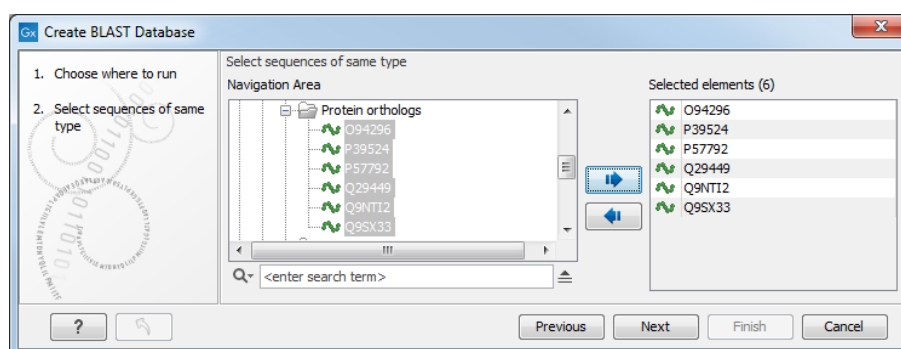 Gx Create BLAST Database
1. Choose where to run
2. Select sequences of same
type
Select sequences of same type
Navigation Area
Protein orthologs
O94296
P39524
P57792
Q29449
Q9NTI2
Q9SX33
<enter search term>
Selected elements (6)
O94296
P39524
P57792
Q29449
Q9NTI2
Q9SX33
?
Previous
Next
Finish
Cancel